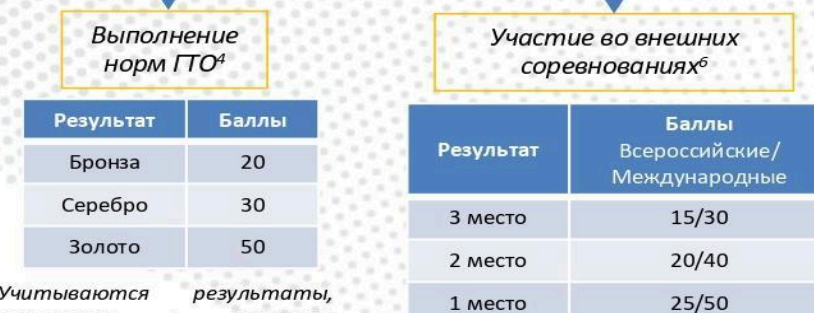 Выполнение
норм ГТО⁴
Результат Баллы
Бронза 20
Серебро 30
Золото 50
Учитываются результаты,
Участие во внешних
соревнованиях⁶
Результат Баллы
Всероссийские/
Международные
3 место 15/30
2 место 20/40
1 место 25/50